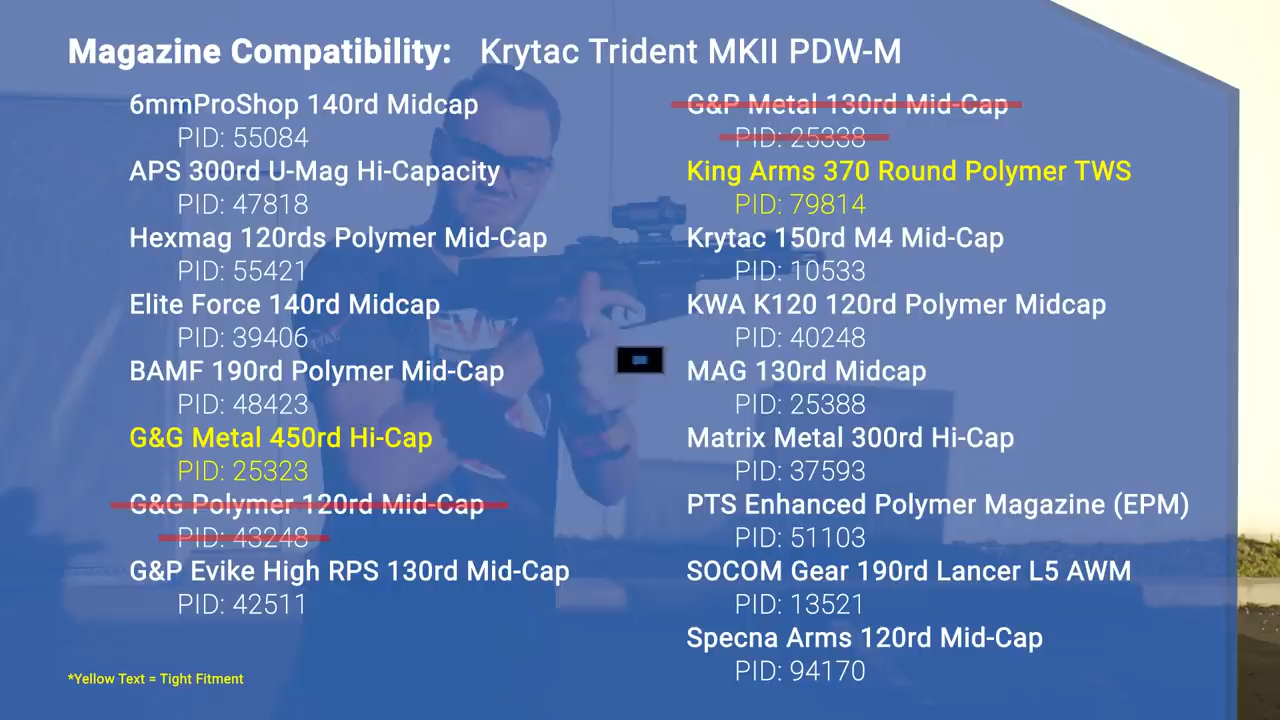 Magazine Compatibility: Krytac Trident MKII PDW-M
6mmProShop 140rd Midcap
PID: 55084
APS 300rd U-Mag Hi-Capacity
PID: 47818
Hexmag 120rds Polymer Mid-Cap
PID: 55421
Elite Force 140rd Midcap
PID: 39406
BAMF 190rd Polymer Mid-Cap
PID: 48423
G&G Metal 450rd Hi-Cap
PID: 25323
G&G Polymer 120rd Mid-Cap
PID: 43248
G&P Evike High RPS 130rd Mid-Cap
PID: 42511
G&P Metal 130rd Mid-Cap
PID: 25338
King Arms 370 Round Polymer TWS
PID: 79814
Krytac 150rd M4 Mid-Cap
PID: 10533
KWA K120 120rd Polymer Midcap
PID: 40248
MAG 130rd Midcap
PID: 25388
Matrix Metal 300rd Hi-Cap
PID: 37593
PTS Enhanced Polymer Magazine (EPM)
PID: 51103
SOCOM Gear 190rd Lancer L5 AWM
PID: 13521
Specna Arms 120rd Mid-Cap
PID: 94170
*Yellow Text = Tight Fitment